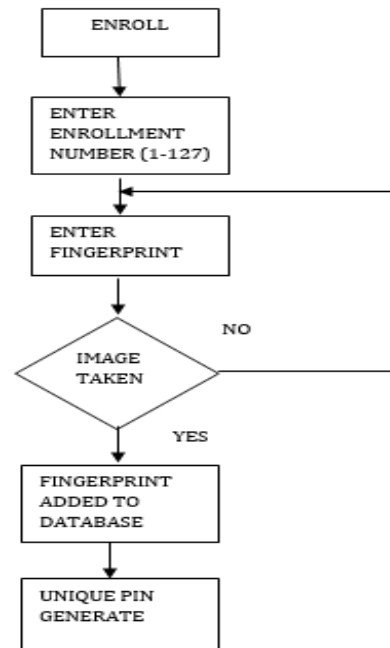 ENROLL
ENTER
ENROLLMENT
NUMBER (1-127)
ENTER
FINGERPRINT
NO
IMAGE
TAKEN
YES
FINGERPRINT
ADDED TO
DATABASE
UNIQUE PIN
GENERATE